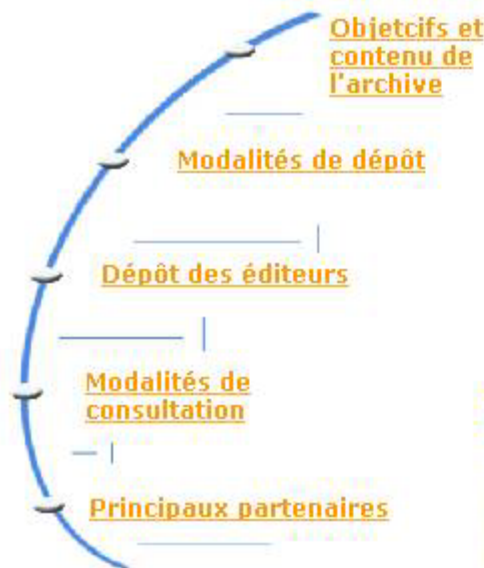 Objetcifs et
contenu de
l'archive
Modalités de dépôt
Dépôt des éditeurs
Modalités de
consultation
Principaux partenaires